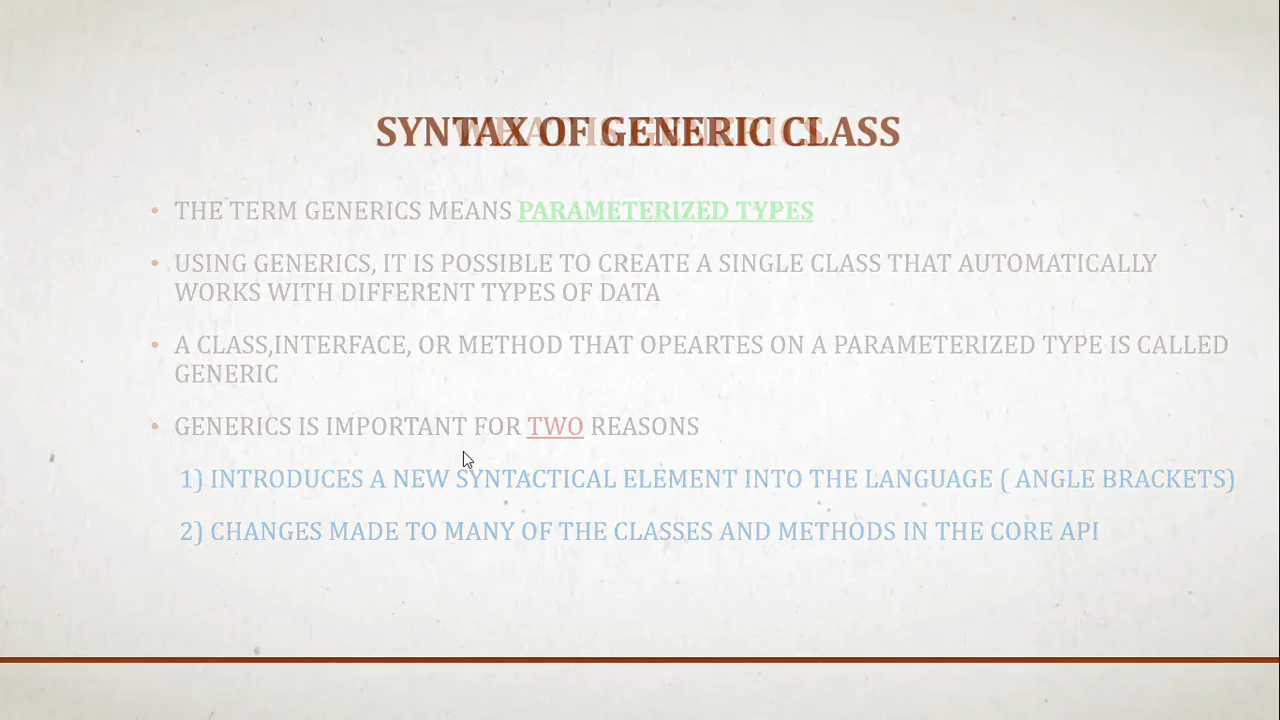 SYNTAX OF GENERIC CLASS
WHAT IS GENERICS
• THE TERM GENERICS MEANS PARAMETERIZED TYPES
• USING GENERICS, IT IS POSSIBLE TO CREATE A SINGLE CLASS THAT AUTOMATICALLY
WORKS WITH DIFFERENT TYPES OF DATA
• A CLASS,INTERFACE, OR METHOD THAT OPEARTES ON A PARAMETERIZED TYPE IS CALLED
GENERIC
• GENERICS IS IMPORTANT FOR TWO REASONS
1) INTRODUCES A NEW SYNTACTICAL ELEMENT INTO THE LANGUAGE ( ANGLE BRACKETS)
2) CHANGES MADE TO MANY OF THE CLASSES AND METHODS IN THE CORE API